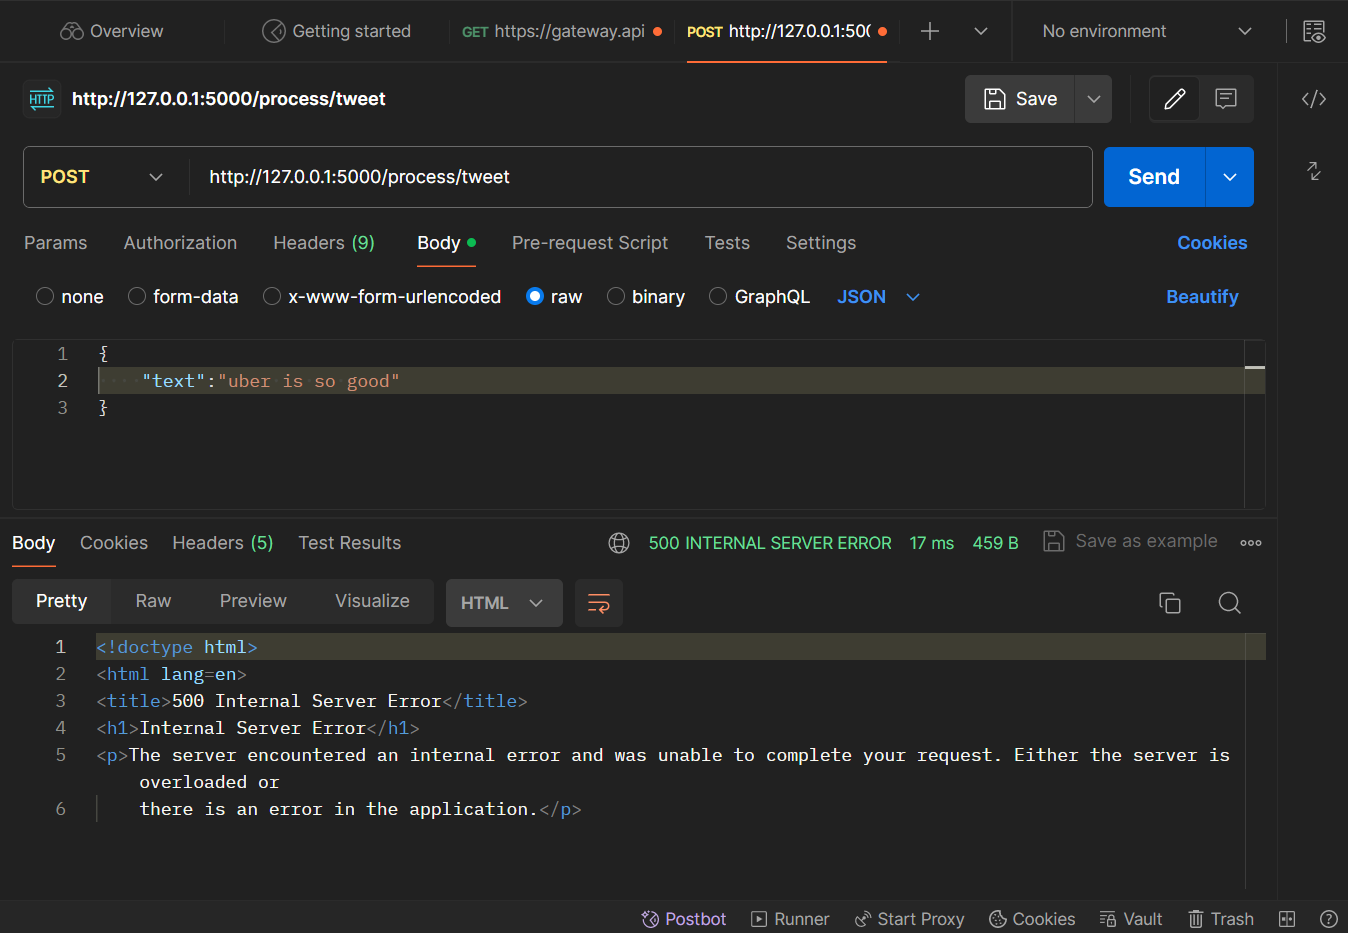 Overview
Getting started
GET https://gateway.api
POST http://127.0.0.1:500
No environment
HTTP http://127.0.0.1:5000/process/tweet
Save
POST http://127.0.0.1:5000/process/tweet
Send
Params Authorization Headers (9) Body Pre-request Script Tests Settings Cookies
none form-data x-www-form-urlencoded raw binary GraphQL JSON Beautify
1 {
2 "text":"uber is so good"
3 }
Body Cookies Headers (5) Test Results 500 INTERNAL SERVER ERROR 17 ms 459 B Save as example
Pretty Raw Preview Visualize HTML
1 <!doctype html>
2 <html lang=en>
3 <title>500 Internal Server Error</title>
4 <h1>Internal Server Error</h1>
5 <p>The server encountered an internal error and was unable to complete your request. Either the server is
overloaded or
6 there is an error in the application.</p>
Postbot Runner Start Proxy Cookies Vault Trash